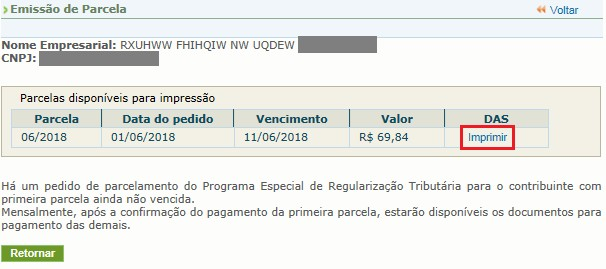 Emissão de Parcela
Voltar
Nome Empresarial: RXUHWW FHIHQIW NW UQDEW
CNPJ:
Parcelas disponíveis para impressão
Parcela Data do pedido Vencimento Valor DAS
06/2018 01/06/2018 11/06/2018 R$ 69,84 Imprimir
Há um pedido de parcelamento do Programa Especial de Regularização Tributária para o contribuinte com
primeira parcela ainda não vencida.
Mensalmente, após a confirmação do pagamento da primeira parcela, estarão disponíveis os documentos para
pagamento das demais.
Retornar